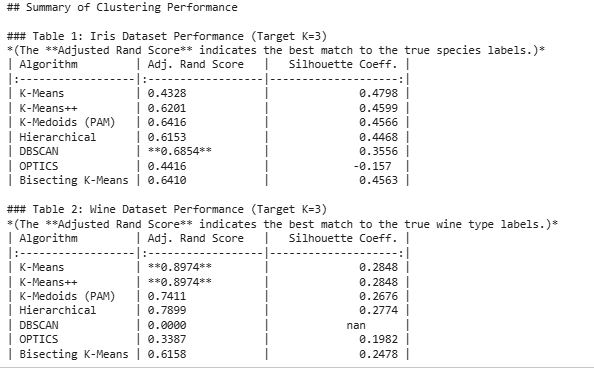 ## Summary of Clustering Performance
### Table 1: Iris Dataset Performance (Target K=3)
*(The **Adjusted Rand Score** indicates the best match to the true species labels.)*
| Algorithm | Adj. Rand Score | Silhouette Coeff. |
|:-----------------|:------------------|--------------------:|
| K-Means | 0.4328 | 0.4798 |
| K-Means++ | 0.6201 | 0.4599 |
| K-Medoids (PAM) | 0.6416 | 0.4566 |
| Hierarchical | 0.6153 | 0.4468 |
| DBSCAN | **0.6854** | 0.3556 |
| OPTICS | 0.4416 | -0.157 |
| Bisecting K-Means | 0.6410 | 0.4563 |
### Table 2: Wine Dataset Performance (Target K=3)
*(The **Adjusted Rand Score** indicates the best match to the true wine type labels.)*
| Algorithm | Adj. Rand Score | Silhouette Coeff. |
|:-----------------|:------------------|--------------------:|
| K-Means | **0.8974** | 0.2848 |
| K-Means++ | **0.8974** | 0.2848 |
| K-Medoids (PAM) | 0.7411 | 0.2676 |
| Hierarchical | 0.7899 | 0.2774 |
| DBSCAN | 0.0000 | nan |
| OPTICS | 0.3387 | 0.1982 |
| Bisecting K-Means | 0.6158 | 0.2478 |